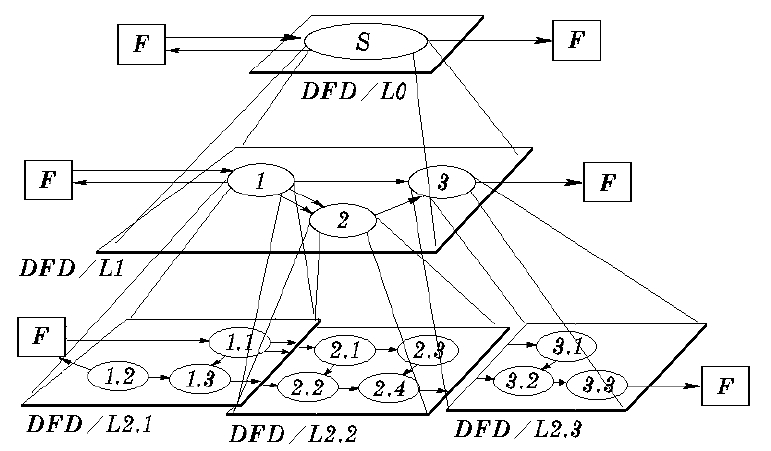 F
S
F
DFD/L0
F
1
3
F
2
DFD/L1
F
1.1
2.1
2.3
3.1
1.2
1.3
2.2
2.4
3.2
3.3
F
DFD/L2.1
DFD/L2.2
DFD/L2.3